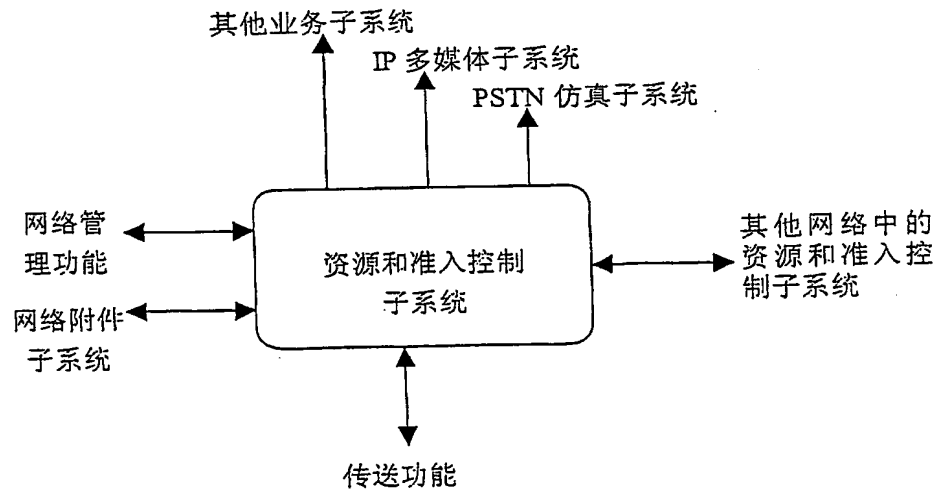 其他业务子系统
IP 多媒体子系统
PSTN 仿真子系统
网络管
理功能
网络附件
子系统
资源和准入控制
子系统
其他网络中的
资源和准入控
制子系统
传送功能